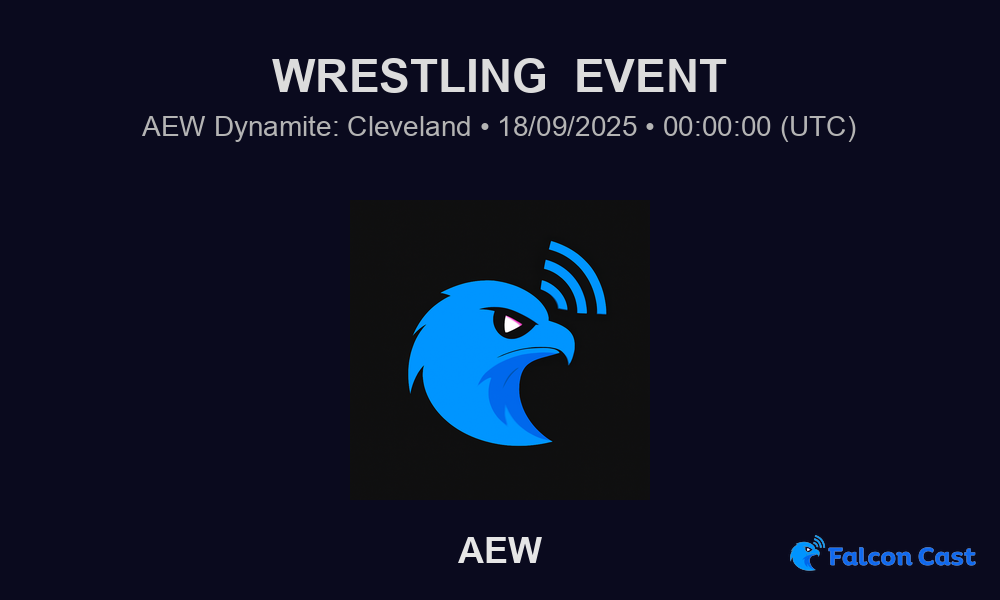 WRESTLING EVENT
AEW Dynamite: Cleveland • 18/09/2025 • 00:00:00 (UTC)
AEW
Falcon Cast